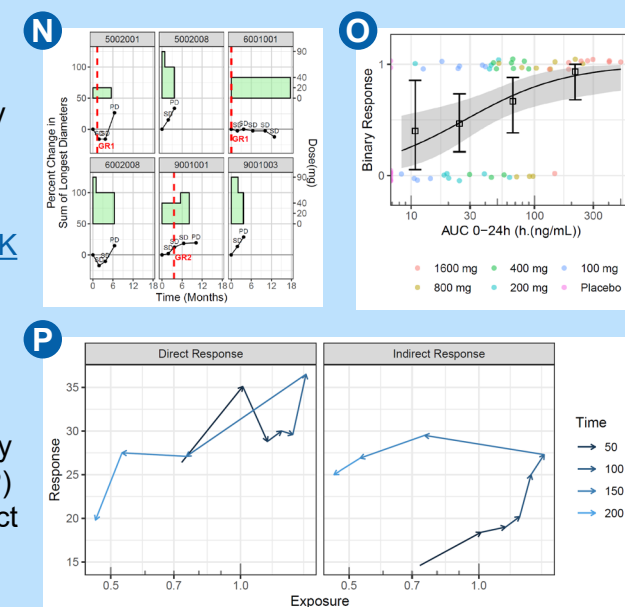 N
5002001 5002008 6001001
100
50
0
SD SD PD
GR1
SD PD
SD SD SD SD
GR1
90
40
20
0
6002008 9001001 9001003
100
50
0
SD SD PD
SD SD SD PD
GR2
SD PD
90
40
20
0
Percent Change in
Sum of Longest Diameters
Dose(mg)
0 6 12 18 0 6 12 18 0 6 12 18
Time (Months)
O
Binary Response
1
0
10 30 100 300
AUC 0−24h (h.(ng/mL))
1600 mg 400 mg 100 mg
800 mg 200 mg Placebo
y
K
P
Direct Response Indirect Response
Response
35
30
25
20
15
0.5 0.7 1.0 0.5 0.7 1.0
Exposure
Time
50
100
150
200
y
)
ct